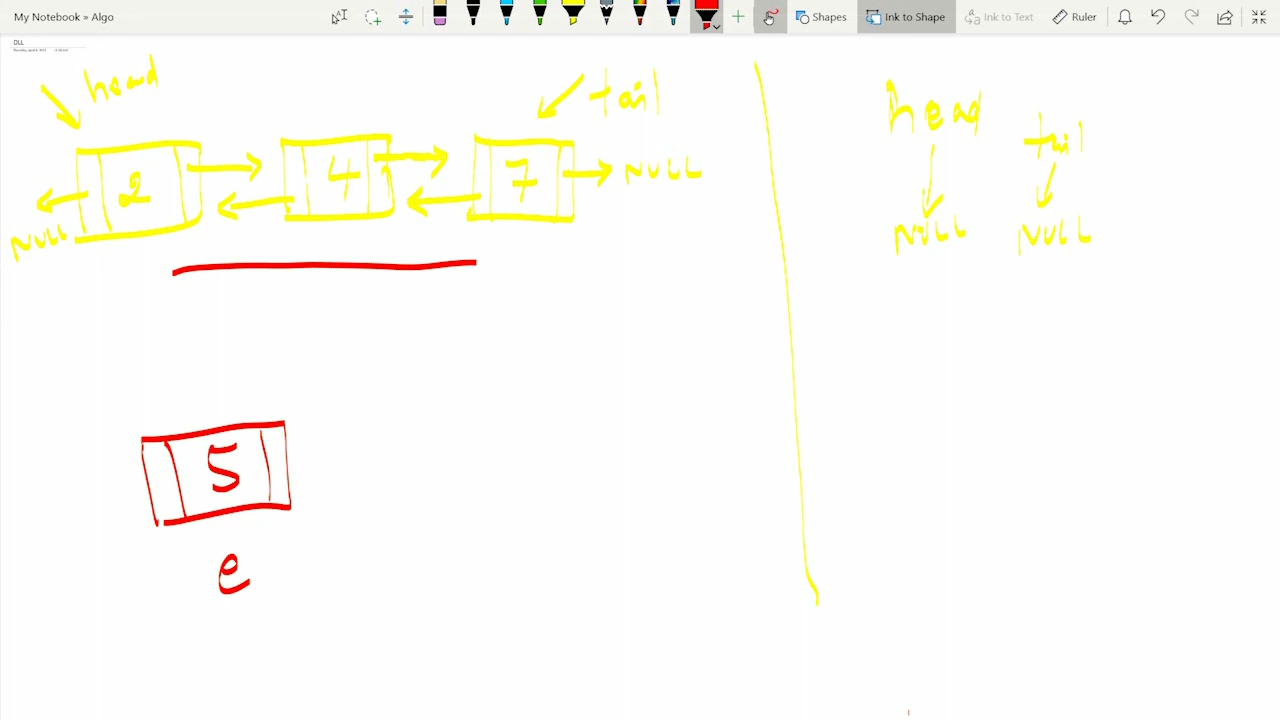 My Notebook » Algo
Shapes
Ink to Shape
Ink to Text
Ruler
DLL
head
tail
2
4
7
NULL
NULL
head
tail
NULL
NULL
5
e